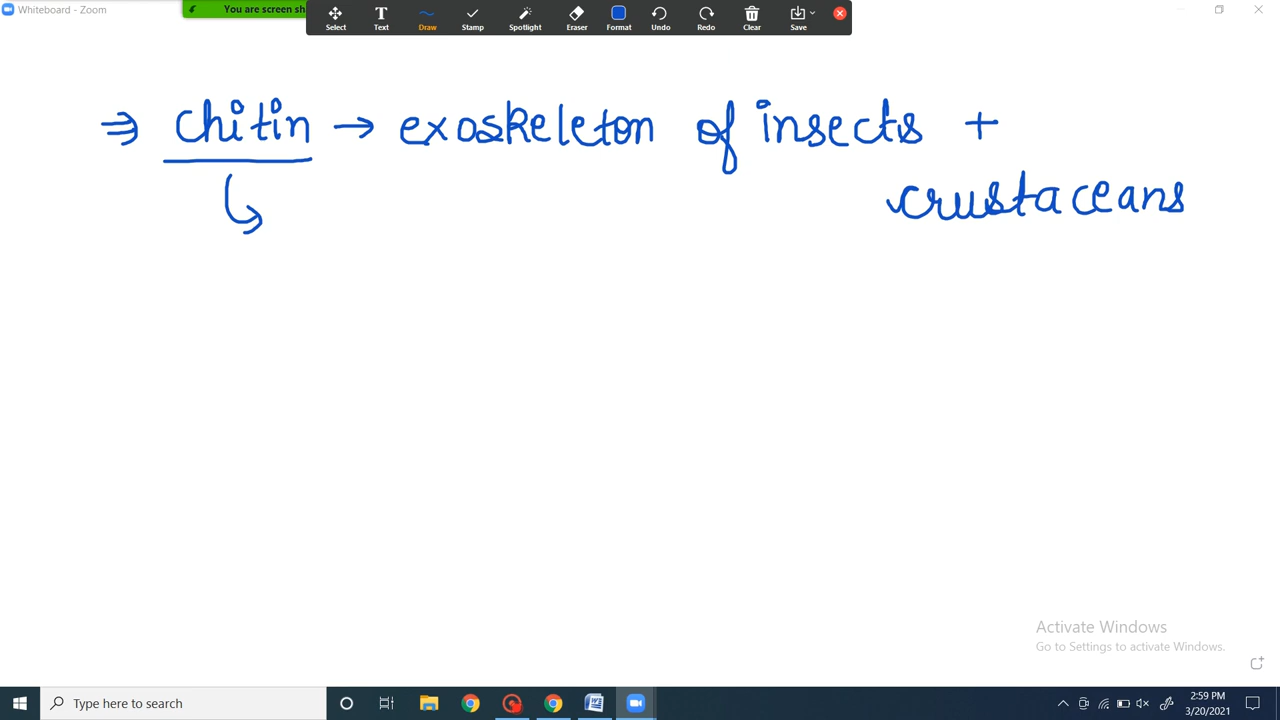 Whiteboard - Zoom
You are screen sh
Select Text Draw Stamp Spotlight Eraser Format Undo Redo Clear Save
⇒ chitin → exoskeleton of insects +
crustaceans
Activate Windows
Go to Settings to activate Windows.
Type here to search
2:59 PM
3/20/2021